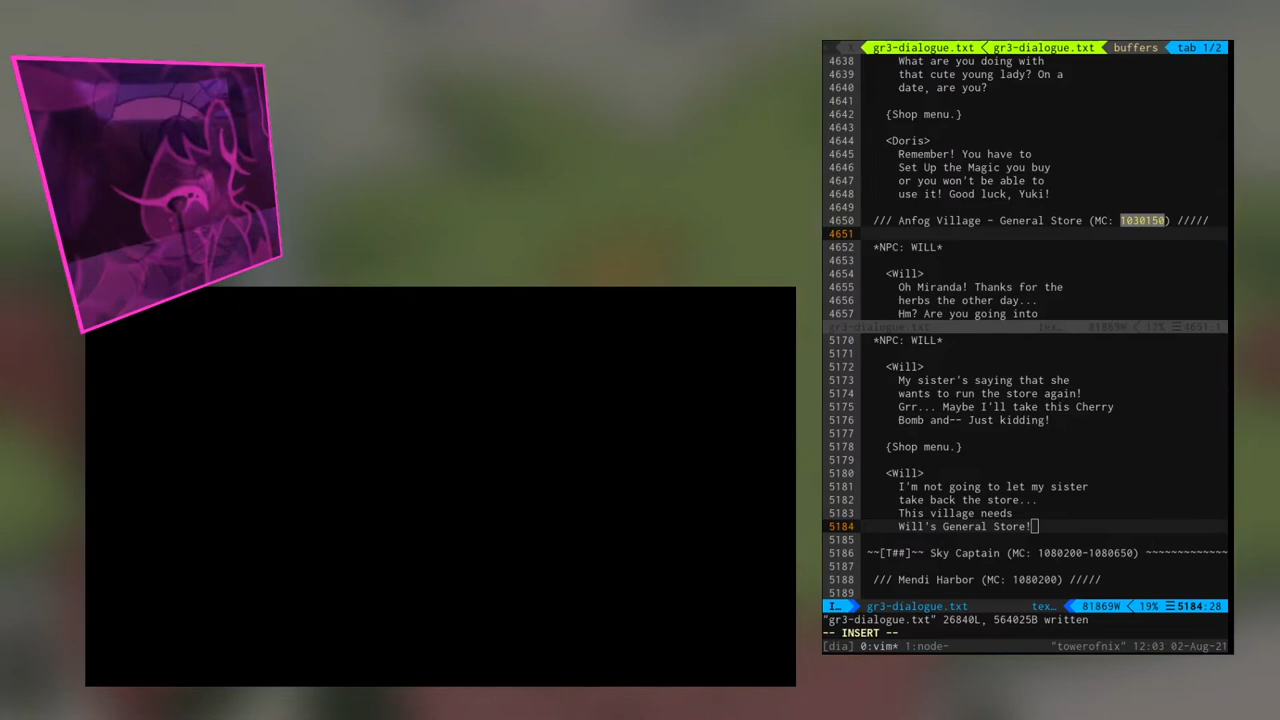 x gr3-dialogue.txt gr3-dialogue.txt buffers tab 1/2
4638 What are you doing with
4639 that cute young lady? On a
4640 date, are you?
4641
4642 {Shop menu.}
4643
4644 <Doris>
4645 Remember! You have to
4646 Set Up the Magic you buy
4647 or you won't be able to
4648 use it! Good luck, Yuki!
4649
4650 /// Anfog Village - General Store (MC: 1030150) /////
4651
4652 *NPC: WILL*
4653
4654 <Will>
4655 Oh Miranda! Thanks for the
4656 herbs the other day...
4657 Hm? Are you going into
gr3-dialogue.txt tex… 81869W 17% ☰4651:1
5170 *NPC: WILL*
5171
5172 <Will>
5173 My sister's saying that she
5174 wants to run the store again!
5175 Grr... Maybe I'll take this Cherry
5176 Bomb and-- Just kidding!
5177
5178 {Shop menu.}
5179
5180 <Will>
5181 I'm not going to let my sister
5182 take back the store...
5183 This village needs
5184 Will's General Store!
5185
5186 ~~[T##]~~ Sky Captain (MC: 1080200-1080650) ~~~~~~~~~~~~~
5187
5188 /// Mendi Harbor (MC: 1080200) /////
5189
I… gr3-dialogue.txt tex… 81869W 19% ☰5184:28
"gr3-dialogue.txt" 26840L, 564025B written
-- INSERT --
[dia] 0:vim* 1:node- "towerofnix" 12:03 02-Aug-21